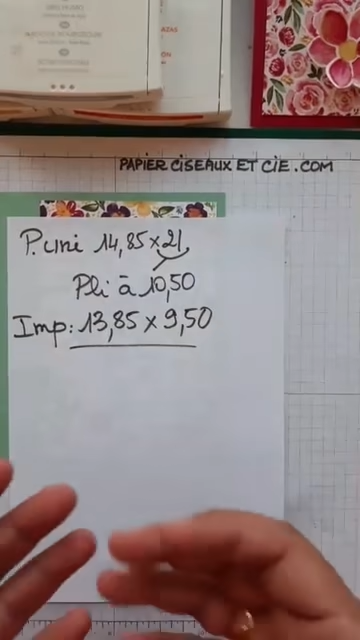 PAPIER CISEAUX ET CIE . COM
P. uni 14,85 x 21
Pli à 10,50
Imp: 13,85 x 9,50